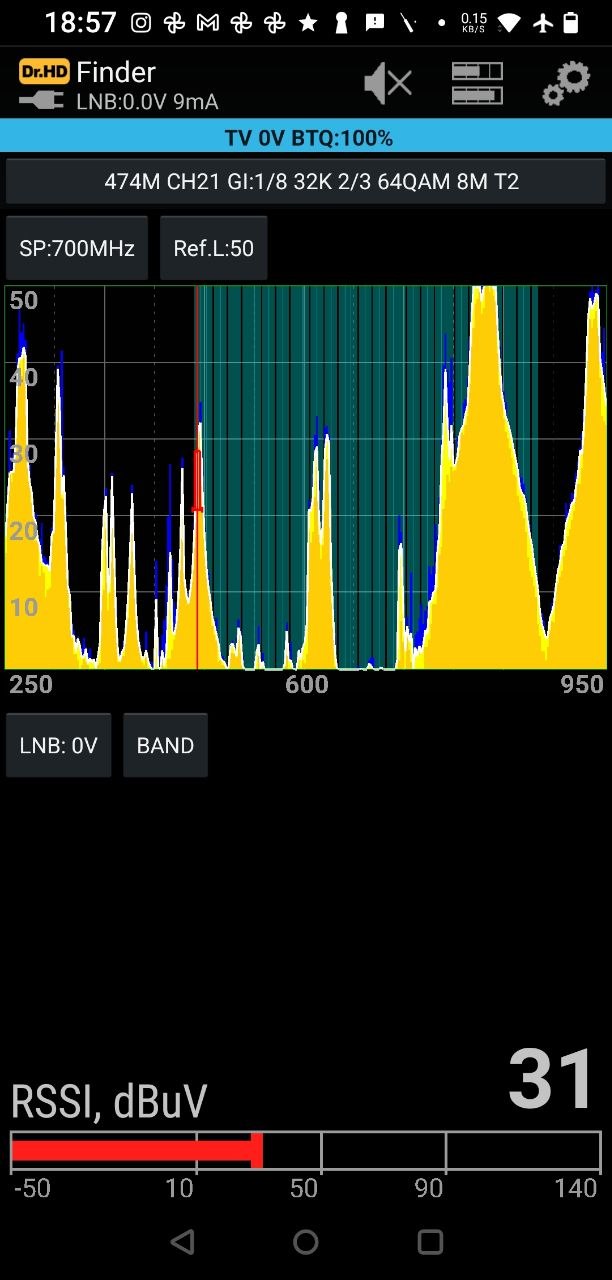 18:57
0.15
KB/S
Dr.HD Finder
LNB:0.0V 9mA
TV 0V BTQ:100%
474M CH21 GI:1/8 32K 2/3 64QAM 8M T2
SP:700MHz Ref.L:50
50
40
30
20
10
250 600 950
LNB: 0V BAND
RSSI, dBuV 31
-50 10 50 90 140